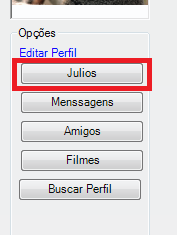 Opções
Editar Perfil
Julios
Menssagens
Amigos
Filmes
Buscar Perfil